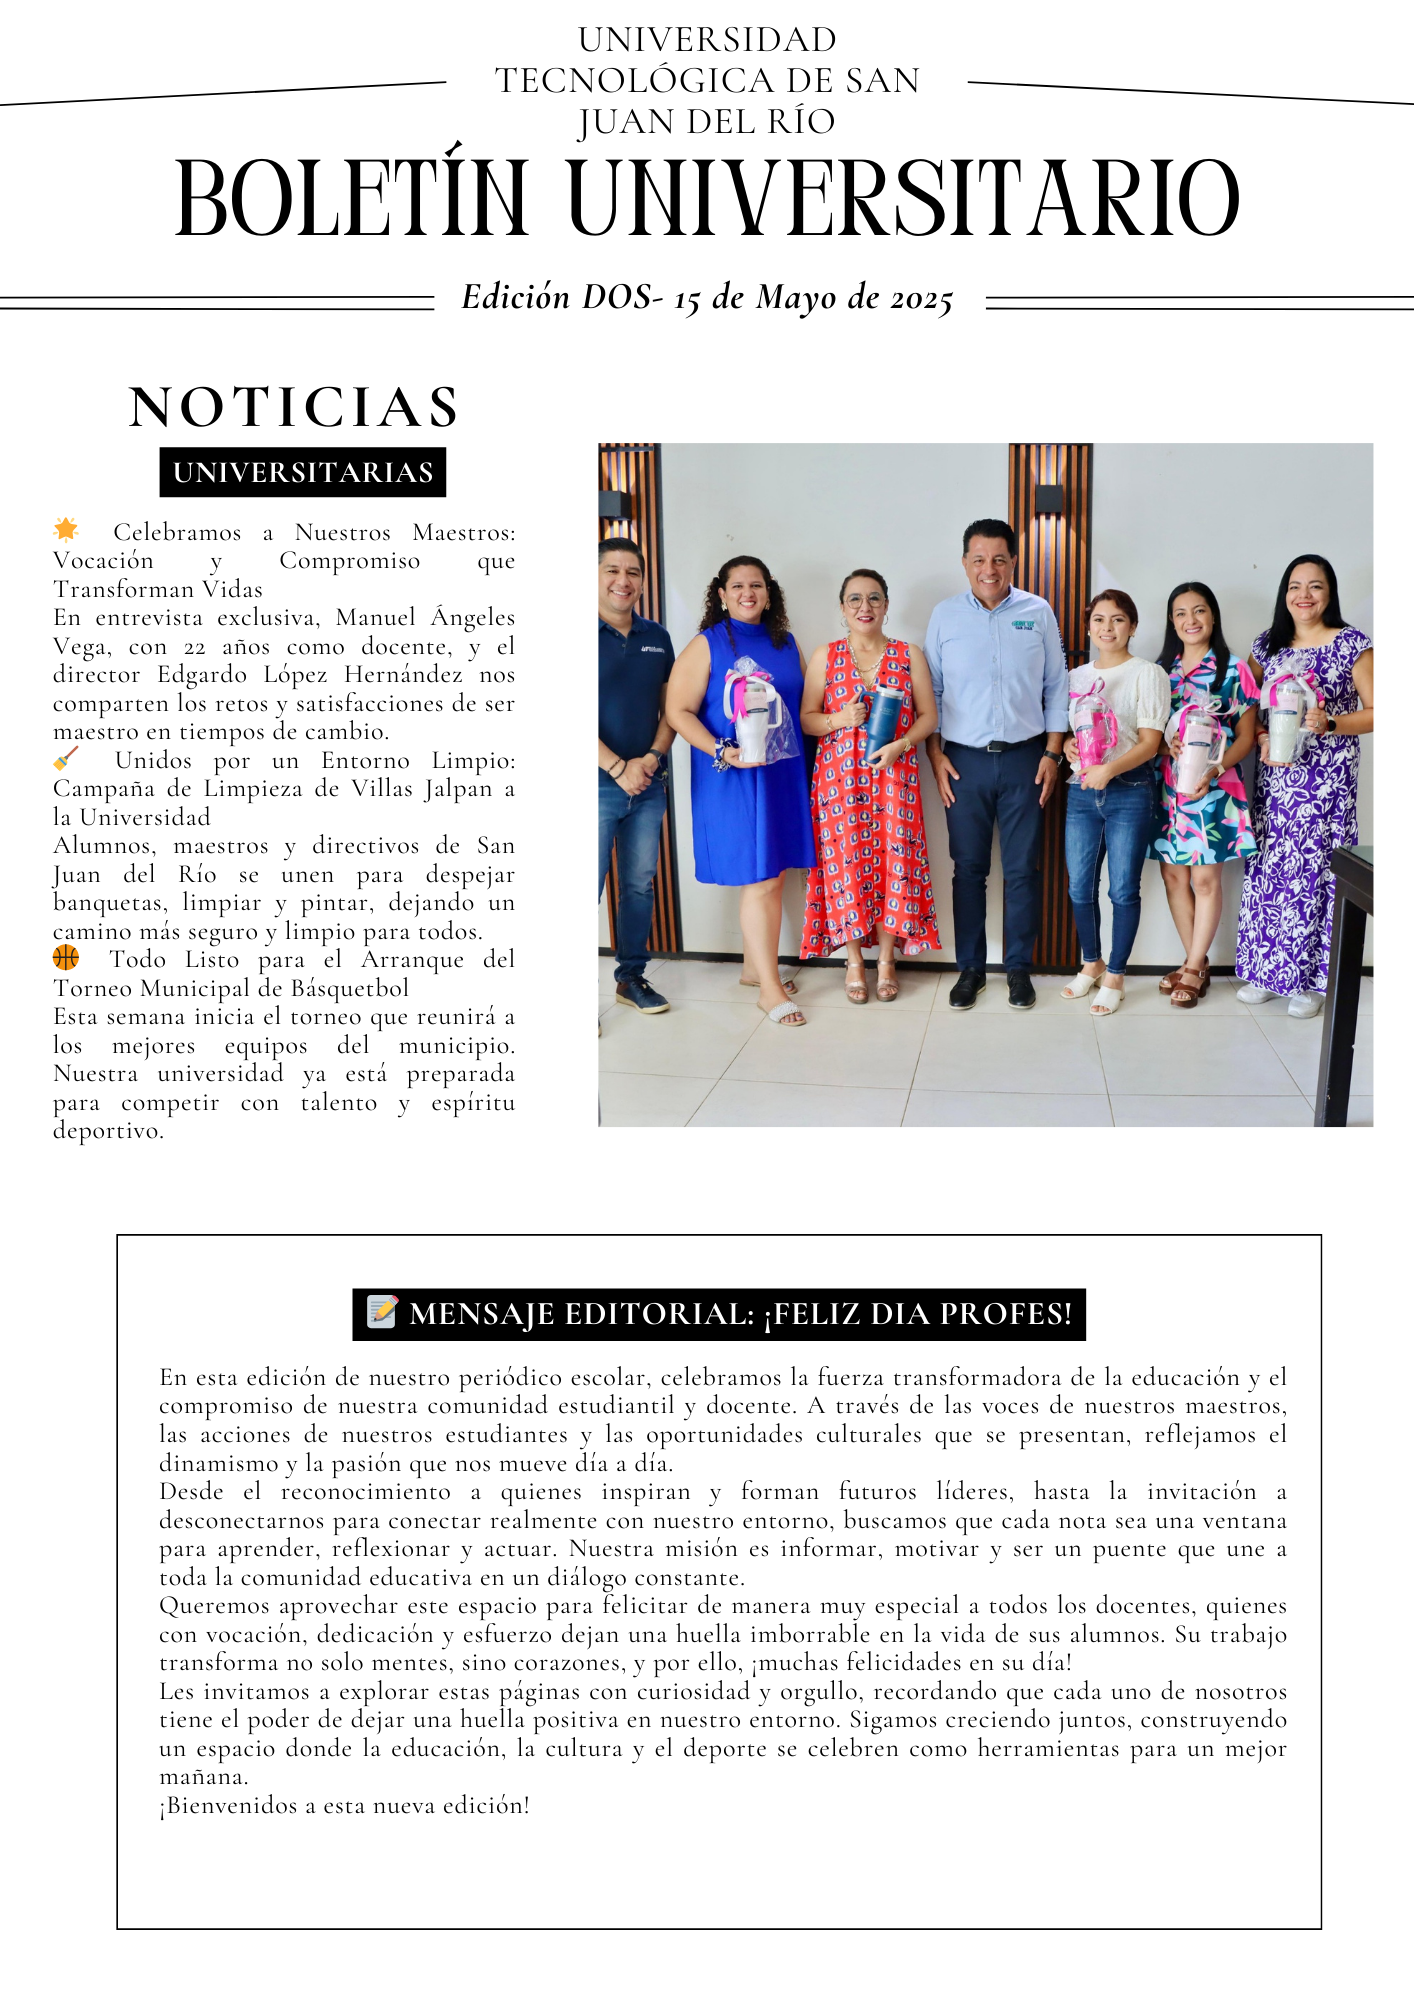 UNIVERSIDAD
TECNOLÓGICA DE SAN
JUAN DEL RÍO
BOLETÍN UNIVERSITARIO
Edición DOS- 15 de Mayo de 2025
NOTICIAS
UNIVERSITARIAS
🌟 Celebramos a Nuestros Maestros:
Vocación y Compromiso que
Transforman Vidas
En entrevista exclusiva, Manuel Ángeles
Vega, con 22 años como docente, y el
director Edgardo López Hernández nos
comparten los retos y satisfacciones de ser
maestro en tiempos de cambio.
🧹 Unidos por un Entorno Limpio:
Campaña de Limpieza de Villas Jalpan a
la Universidad
Alumnos, maestros y directivos de San
Juan del Río se unen para despejar
banquetas, limpiar y pintar, dejando un
camino más seguro y limpio para todos.
🏀 Todo Listo para el Arranque del
Torneo Municipal de Básquetbol
Esta semana inicia el torneo que reunirá a
los mejores equipos del municipio.
Nuestra universidad ya está preparada
para competir con talento y espíritu
deportivo.
📝 MENSAJE EDITORIAL: ¡FELIZ DIA PROFES!
En esta edición de nuestro periódico escolar, celebramos la fuerza transformadora de la educación y el
compromiso de nuestra comunidad estudiantil y docente. A través de las voces de nuestros maestros,
las acciones de nuestros estudiantes y las oportunidades culturales que se presentan, reflejamos el
dinamismo y la pasión que nos mueve día a día.
Desde el reconocimiento a quienes inspiran y forman futuros líderes, hasta la invitación a
desconectarnos para conectar realmente con nuestro entorno, buscamos que cada nota sea una ventana
para aprender, reflexionar y actuar. Nuestra misión es informar, motivar y ser un puente que une a
toda la comunidad educativa en un diálogo constante.
Queremos aprovechar este espacio para felicitar de manera muy especial a todos los docentes, quienes
con vocación, dedicación y esfuerzo dejan una huella imborrable en la vida de sus alumnos. Su trabajo
transforma no solo mentes, sino corazones, y por ello, ¡muchas felicidades en su día!
Les invitamos a explorar estas páginas con curiosidad y orgullo, recordando que cada uno de nosotros
tiene el poder de dejar una huella positiva en nuestro entorno. Sigamos creciendo juntos, construyendo
un espacio donde la educación, la cultura y el deporte se celebren como herramientas para un mejor
mañana.
¡Bienvenidos a esta nueva edición!